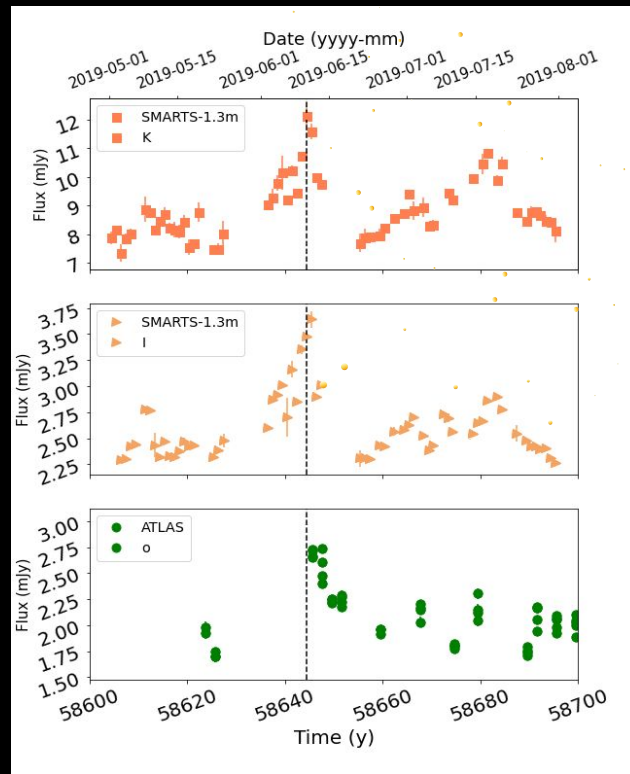 Date (yyyy-mm)
2019-05-01 2019-05-15 2019-06-01 2019-06-15 2019-07-01 2019-07-15 2019-08-01
Flux (mJy)
12
11
10
9
8
7
SMARTS-1.3m
K
Flux (mJy)
3.75
3.50
3.25
3.00
2.75
2.50
2.25
SMARTS-1.3m
I
Flux (mJy)
3.00
2.75
2.50
2.25
2.00
1.75
1.50
ATLAS
o
58600 58620 58640 58660 58680 58700
Time (y)